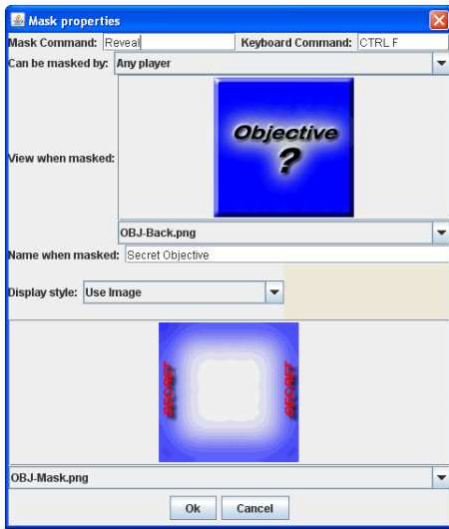 Mask properties
Mask Command: Reveal Keyboard Command: CTRL F
Can be masked by: Any player
Objective
?
View when masked:
OBJ-Back.png
Name when masked: Secret Objective
Display style: Use Image
SECRET SECRET
OBJ-Mask.png
Ok Cancel